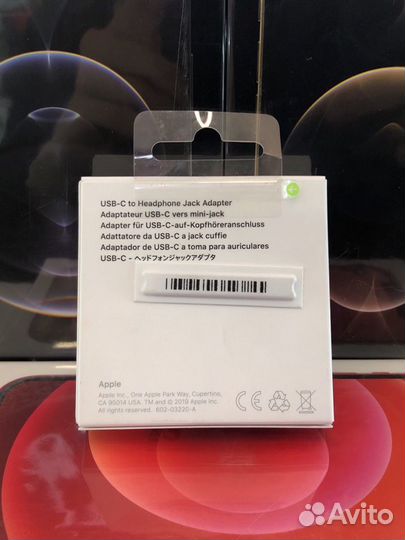 USB-C to Headphone Jack Adapter
Adaptateur USB-C vers mini-jack
Adapter für USB-C-auf-Kopfhöreranschluss
Adattatore da USB-C a jack cuffie
Adaptador de USB-C a toma para auriculares
USB-C - ヘッドフォンジャックアダプタ
Apple
Apple Inc., One Apple Park Way, Cupertino,
CA 95014 USA. TM and © 2019 Apple Inc.
All rights reserved. 602-03220-A
CE
Avito